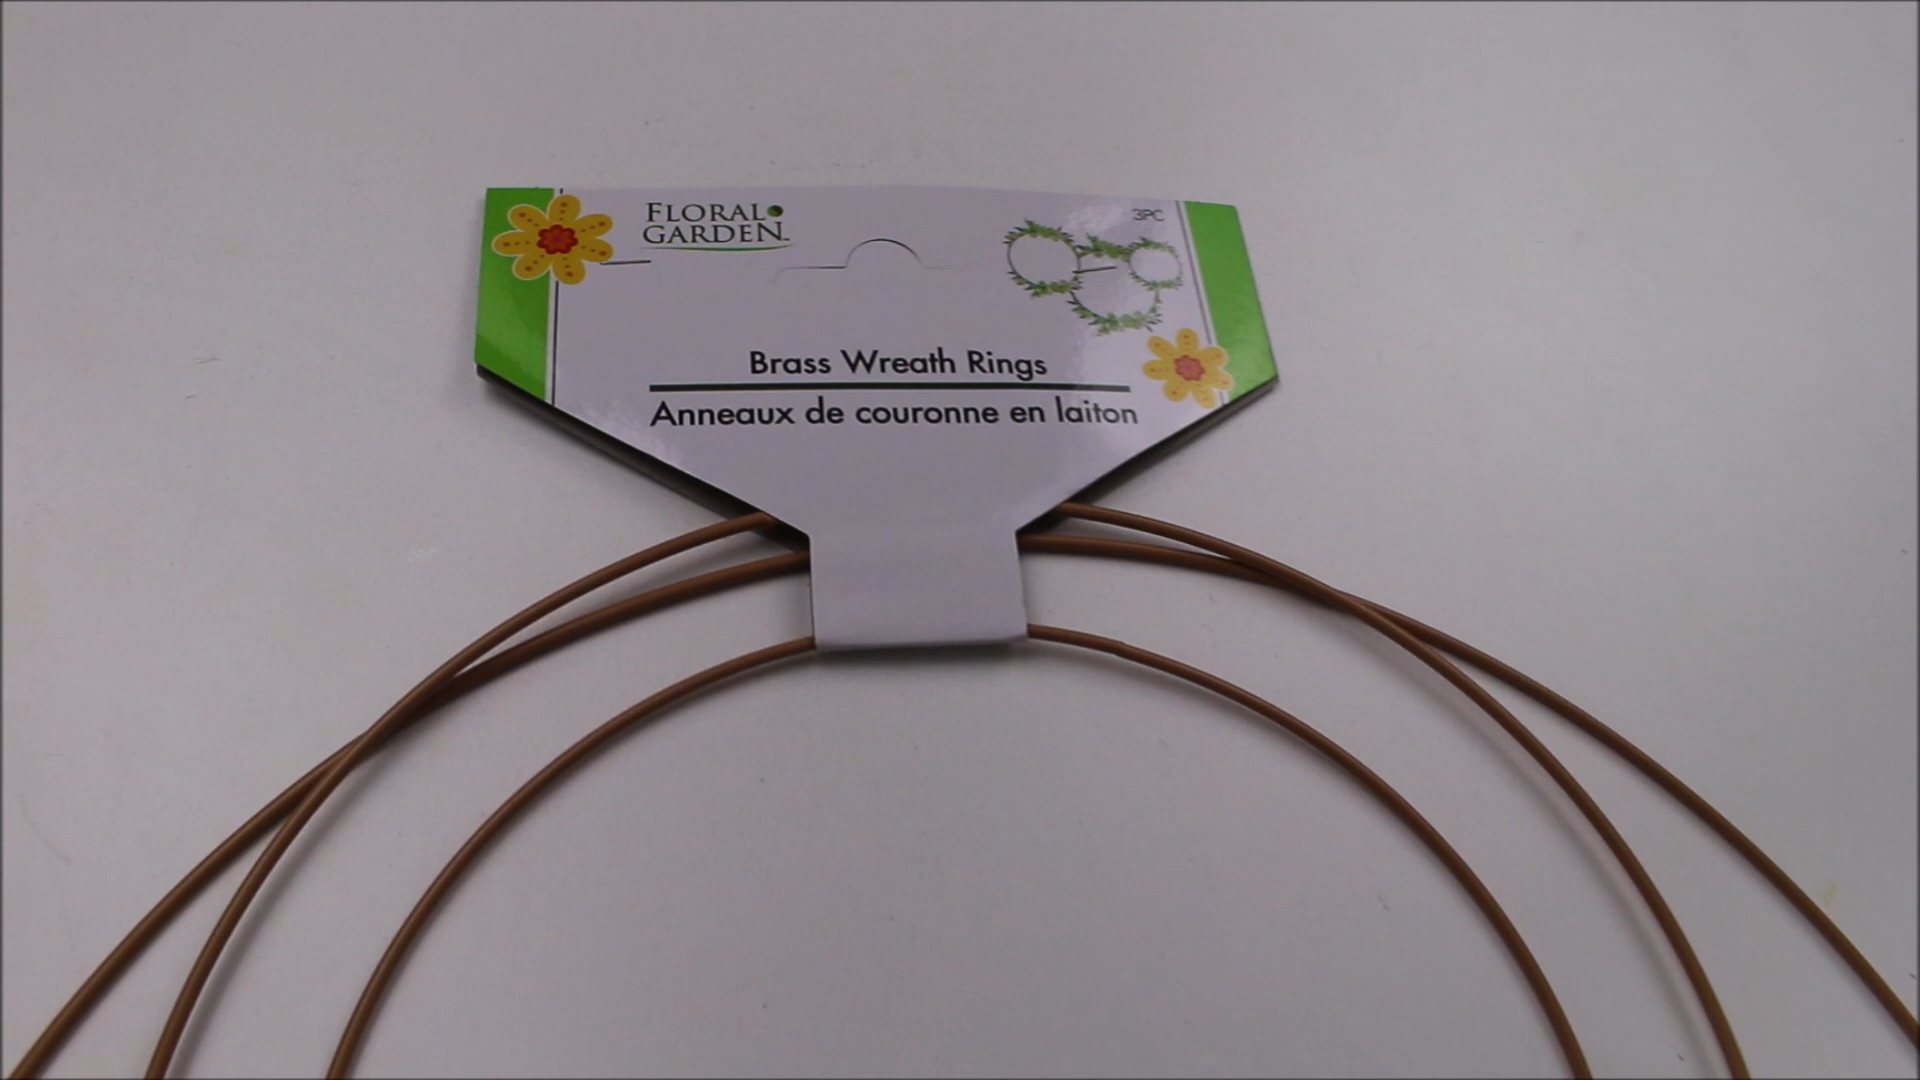 FLORAL
GARDEN
3PC
Brass Wreath Rings
Anneaux de couronne en laiton